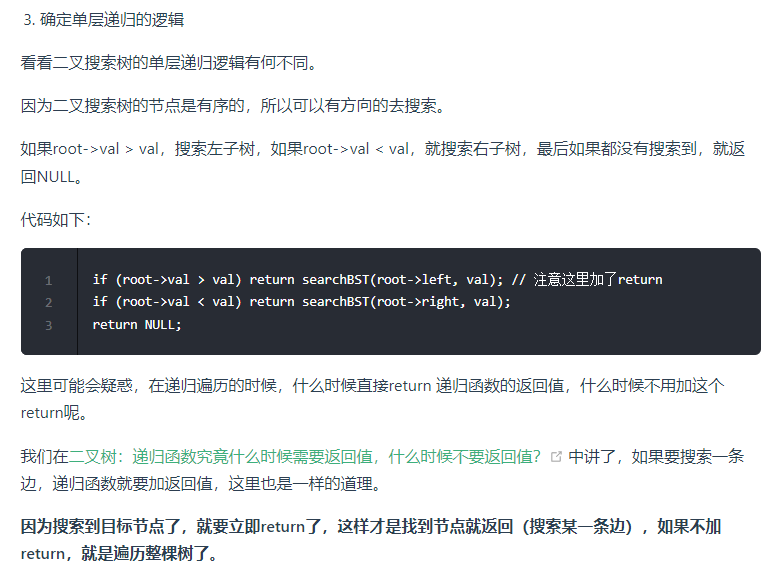 3. 确定单层递归的逻辑
看看二叉搜索树的单层递归逻辑有何不同。
因为二叉搜索树的节点是有序的，所以可以有方向的去搜索。
如果root->val > val，搜索左子树，如果root->val < val，就搜索右子树，最后如果都没有搜索到，就返
回NULL。
代码如下：
1 if (root->val > val) return searchBST(root->left, val); // 注意这里加了return
2 if (root->val < val) return searchBST(root->right, val);
3 return NULL;
这里可能会疑惑，在递归遍历的时候，什么时候直接return 递归函数的返回值，什么时候不用加这个
return呢。
我们在二叉树：递归函数究竟什么时候需要返回值，什么时候不要返回值？ 中讲了，如果要搜索一条
边，递归函数就要加返回值，这里也是一样的道理。
因为搜索到目标节点了，就要立即return了，这样才是找到节点就返回（搜索某一条边），如果不加
return，就是遍历整棵树了。